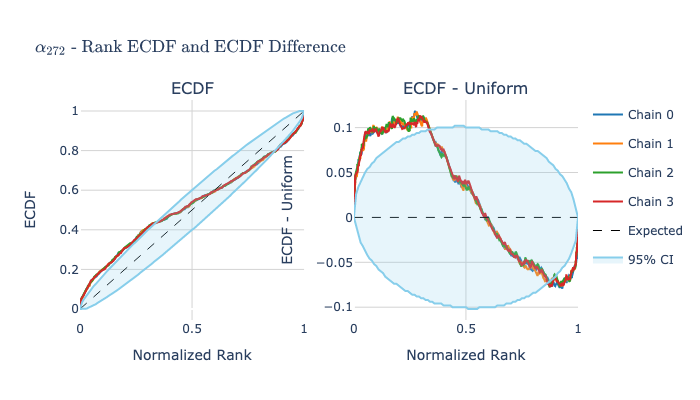 α₂₇₂ - Rank ECDF and ECDF Difference
ECDF
ECDF - Uniform
1
0.8
0.6
0.4
0.2
0
ECDF
0
0.5
1
Normalized Rank
0.1
0.05
0
−0.05
−0.1
ECDF - Uniform
0
0.5
1
Normalized Rank
Chain 0
Chain 1
Chain 2
Chain 3
Expected
95% CI